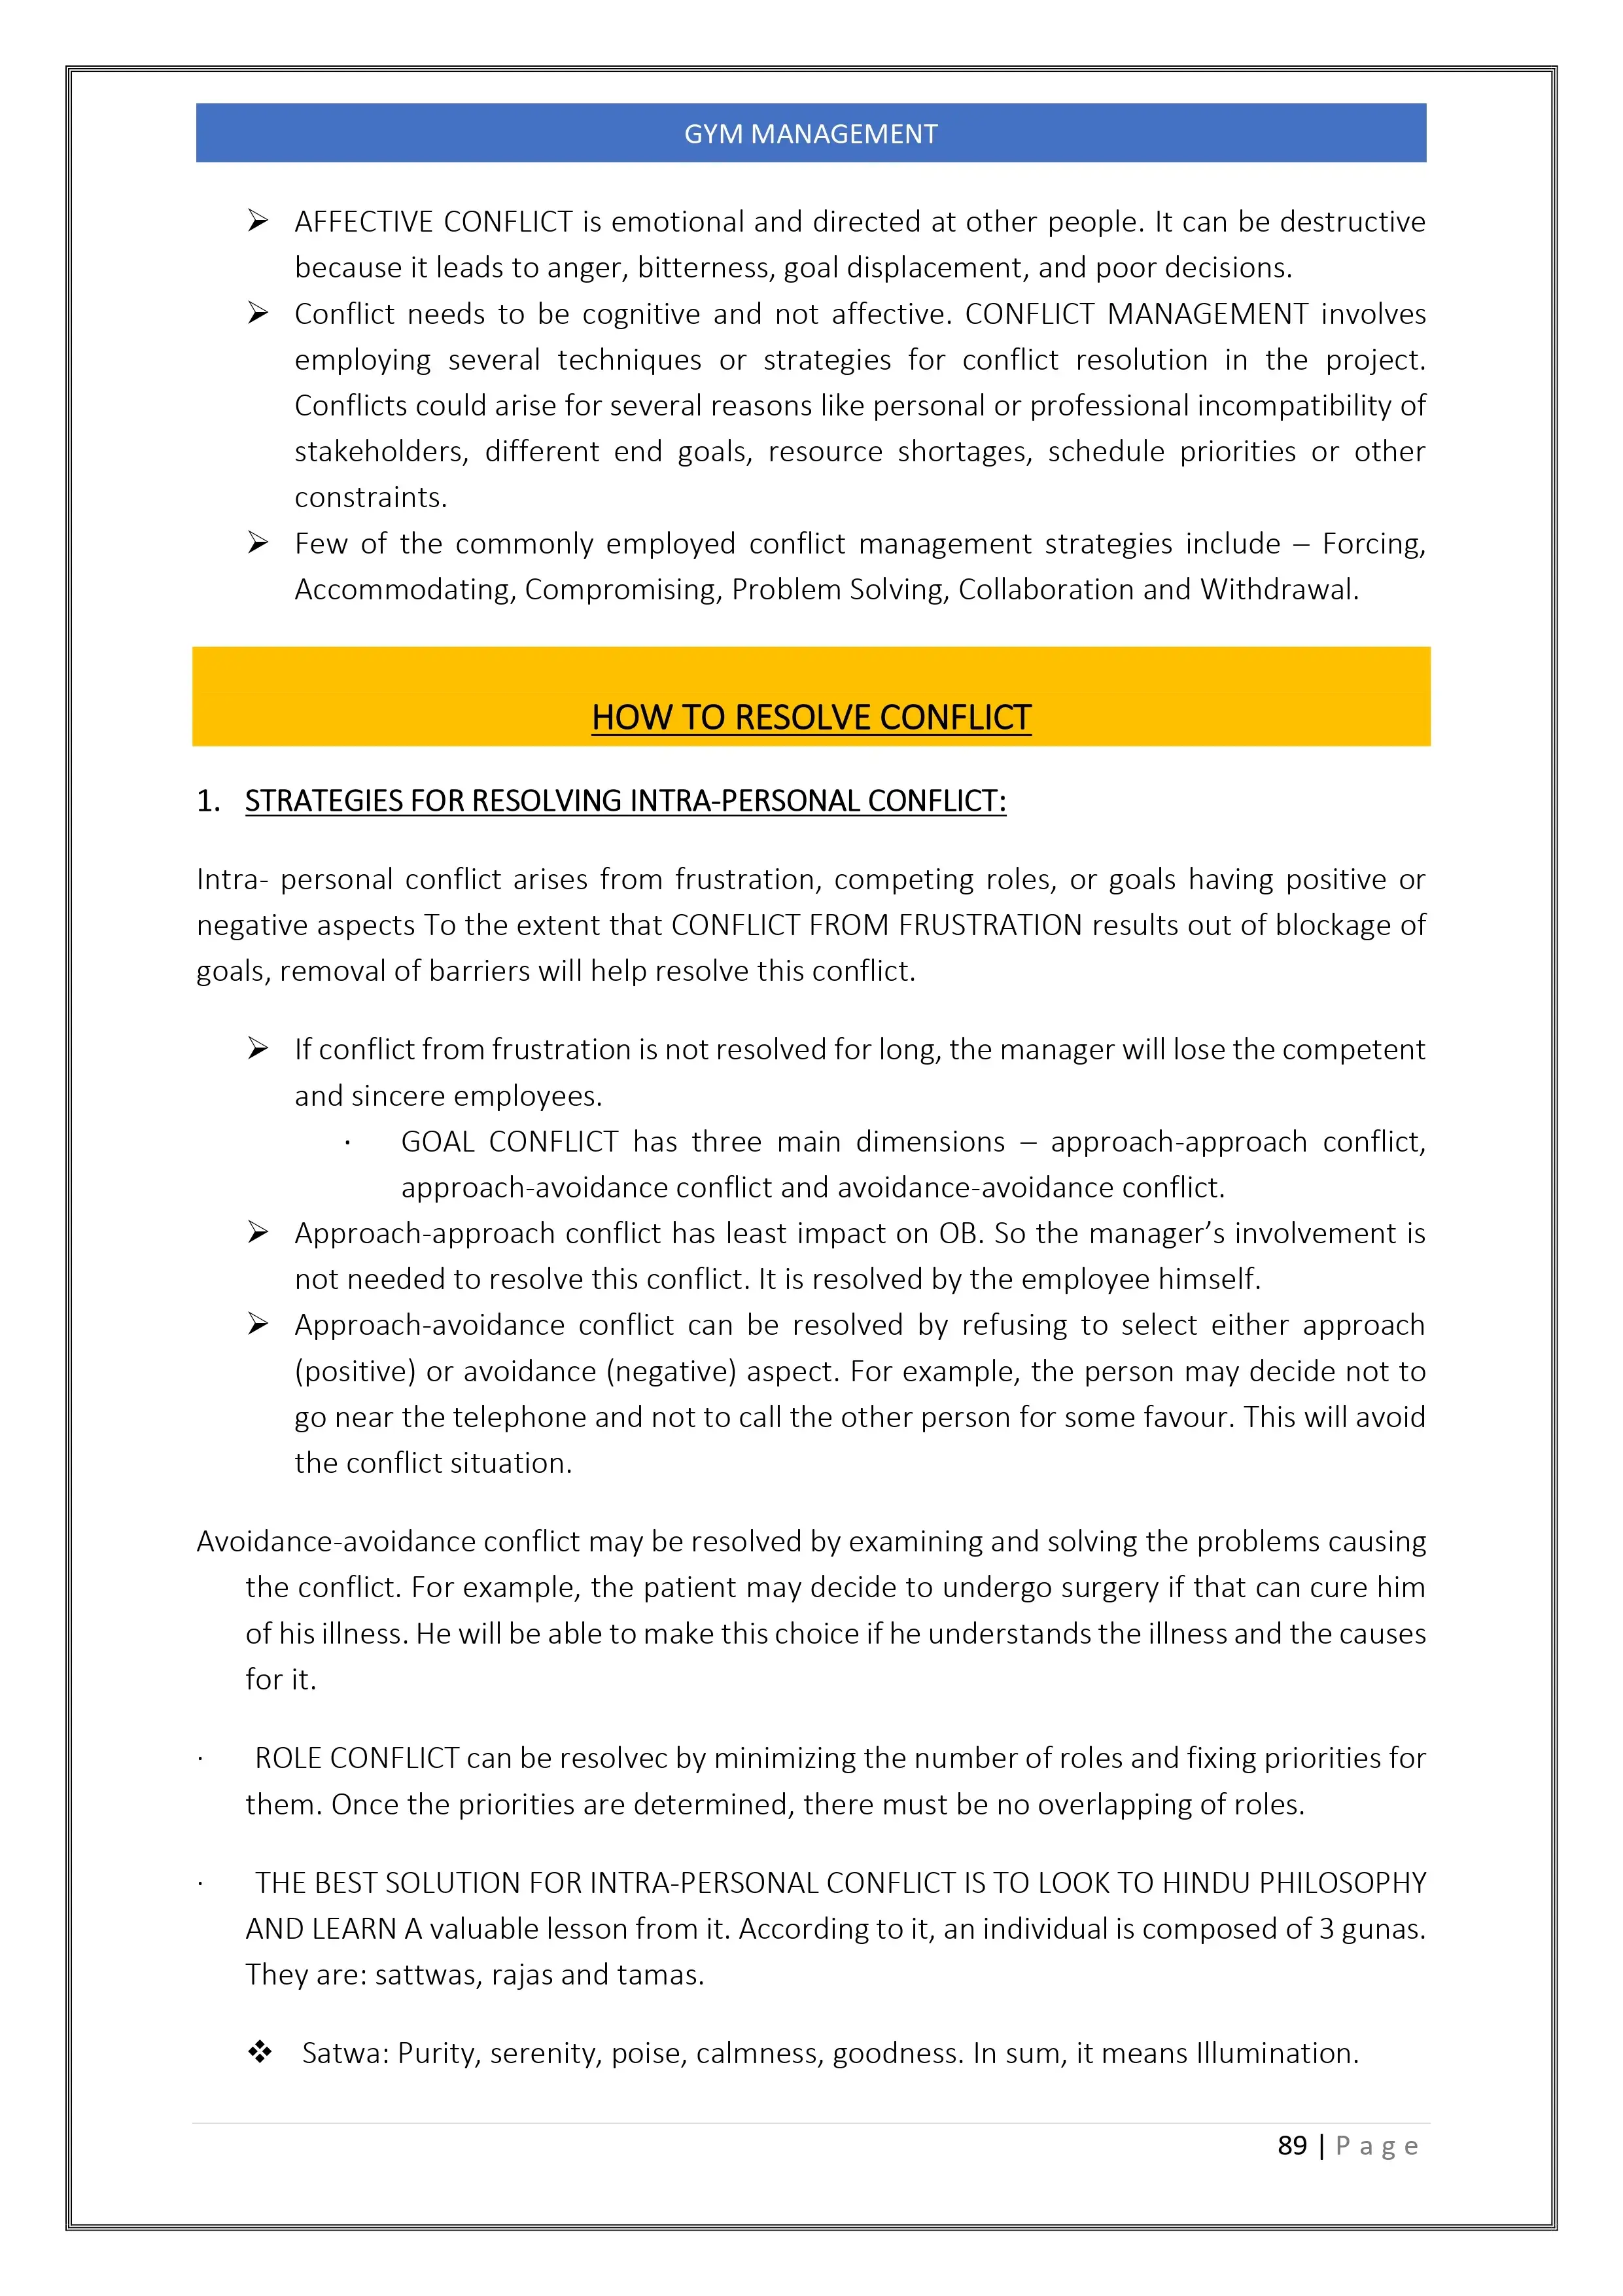 GYM MANAGEMENT
➢ AFFECTIVE CONFLICT is emotional and directed at other people. It can be destructive
because it leads to anger, bitterness, goal displacement, and poor decisions.
➢ Conflict needs to be cognitive and not affective. CONFLICT MANAGEMENT involves
employing several techniques or strategies for conflict resolution in the project.
Conflicts could arise for several reasons like personal or professional incompatibility of
stakeholders, different end goals, resource shortages, schedule priorities or other
constraints.
➢ Few of the commonly employed conflict management strategies include – Forcing,
Accommodating, Compromising, Problem Solving, Collaboration and Withdrawal.
HOW TO RESOLVE CONFLICT
1. STRATEGIES FOR RESOLVING INTRA-PERSONAL CONFLICT:
Intra- personal conflict arises from frustration, competing roles, or goals having positive or
negative aspects To the extent that CONFLICT FROM FRUSTRATION results out of blockage of
goals, removal of barriers will help resolve this conflict.
➢ If conflict from frustration is not resolved for long, the manager will lose the competent
and sincere employees.
· GOAL CONFLICT has three main dimensions – approach-approach conflict,
approach-avoidance conflict and avoidance-avoidance conflict.
➢ Approach-approach conflict has least impact on OB. So the manager’s involvement is
not needed to resolve this conflict. It is resolved by the employee himself.
➢ Approach-avoidance conflict can be resolved by refusing to select either approach
(positive) or avoidance (negative) aspect. For example, the person may decide not to
go near the telephone and not to call the other person for some favour. This will avoid
the conflict situation.
Avoidance-avoidance conflict may be resolved by examining and solving the problems causing
the conflict. For example, the patient may decide to undergo surgery if that can cure him
of his illness. He will be able to make this choice if he understands the illness and the causes
for it.
· ROLE CONFLICT can be resolvec by minimizing the number of roles and fixing priorities for
them. Once the priorities are determined, there must be no overlapping of roles.
· THE BEST SOLUTION FOR INTRA-PERSONAL CONFLICT IS TO LOOK TO HINDU PHILOSOPHY
AND LEARN A valuable lesson from it. According to it, an individual is composed of 3 gunas.
They are: sattwas, rajas and tamas.
❖ Satwa: Purity, serenity, poise, calmness, goodness. In sum, it means Illumination.
89 | P a g e